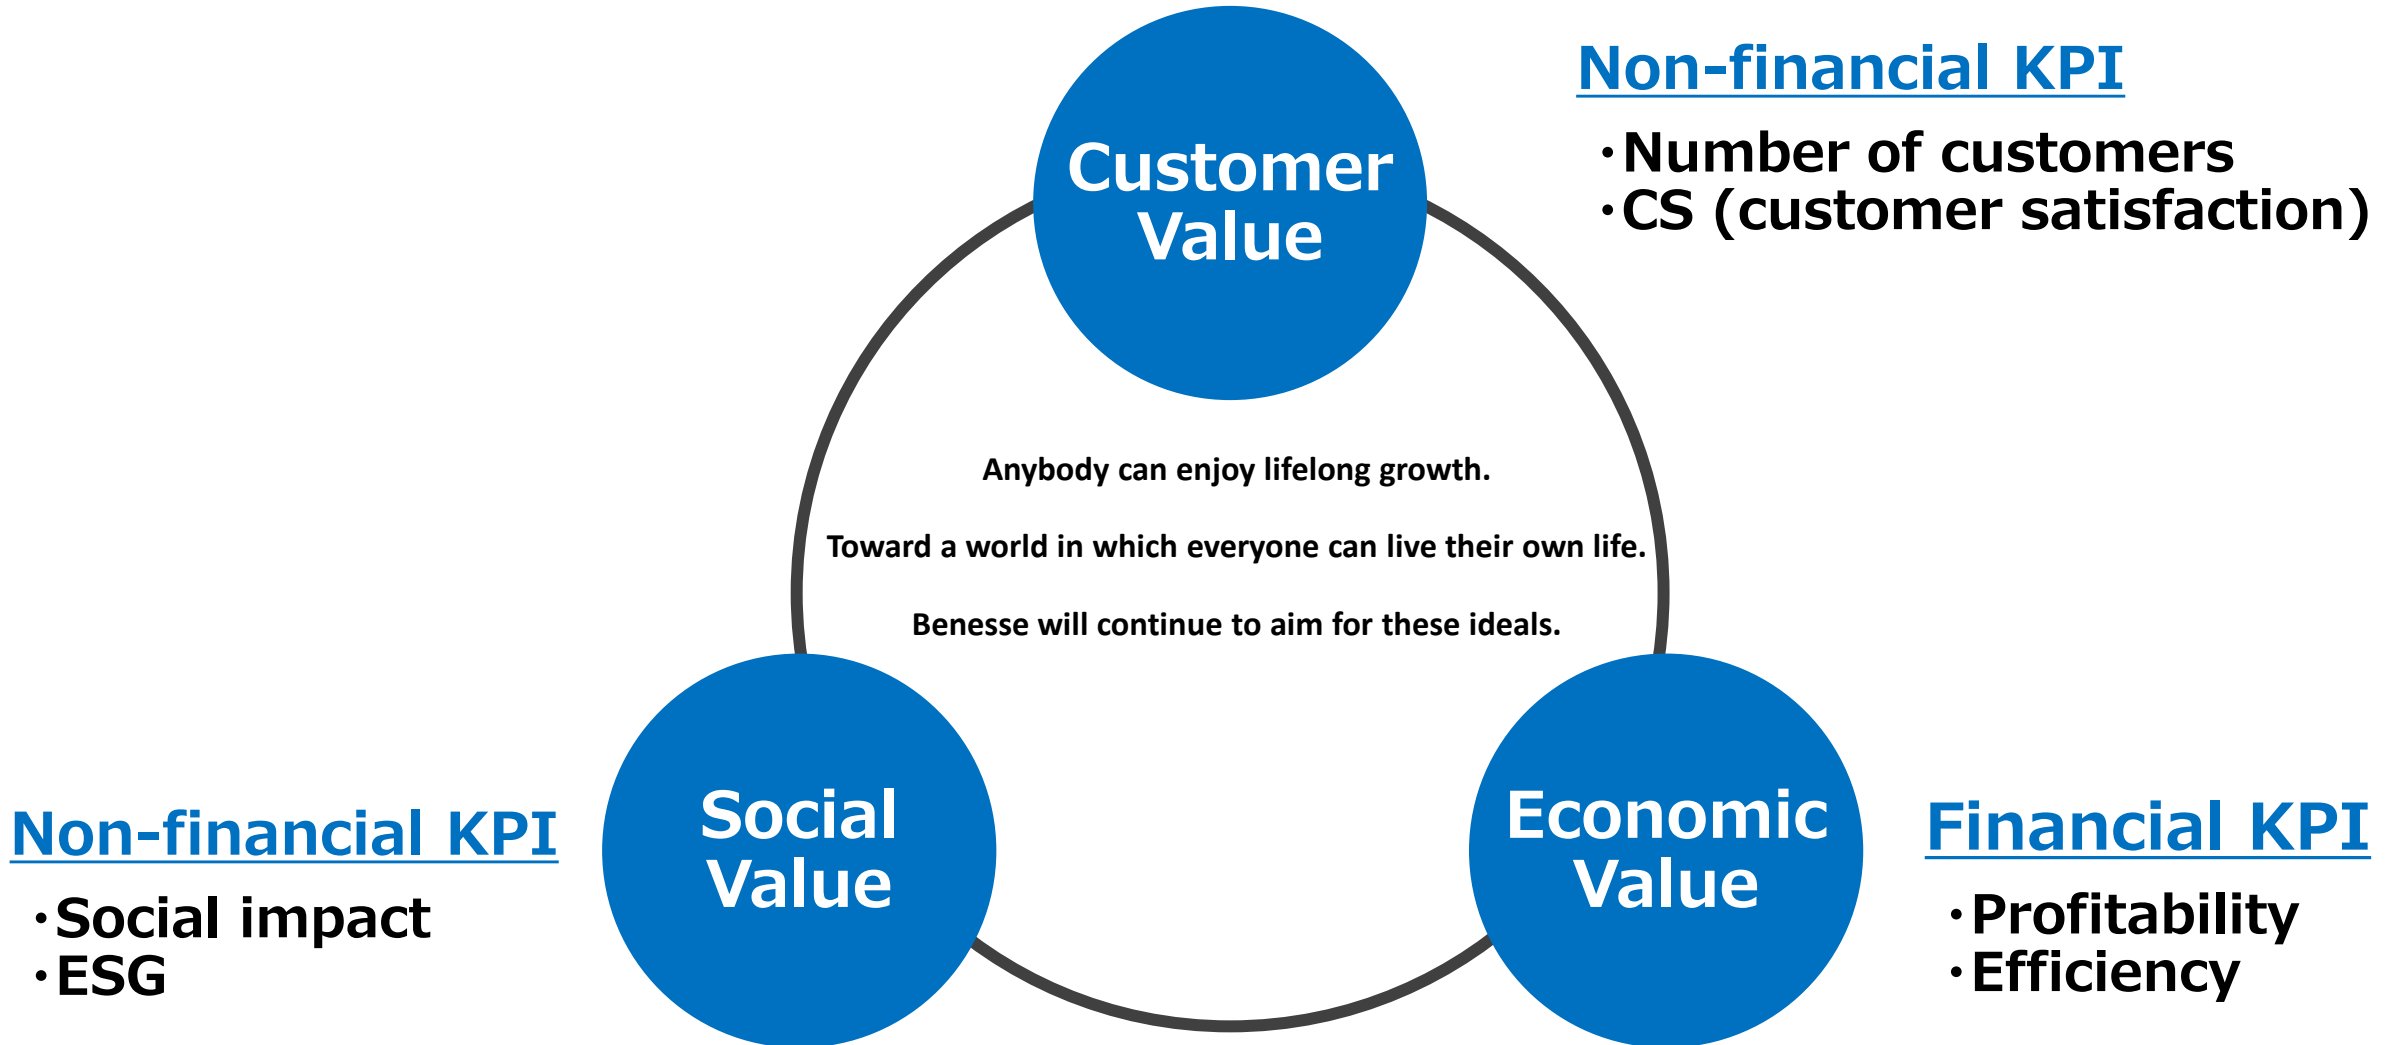 Customer
Value
Non-financial KPI
・Number of customers
・CS (customer satisfaction)
Anybody can enjoy lifelong growth.
Toward a world in which everyone can live their own life.
Benesse will continue to aim for these ideals.
Non-financial KPI
・Social impact
・ESG
Social
Value
Economic
Value
Financial KPI
・Profitability
・Efficiency